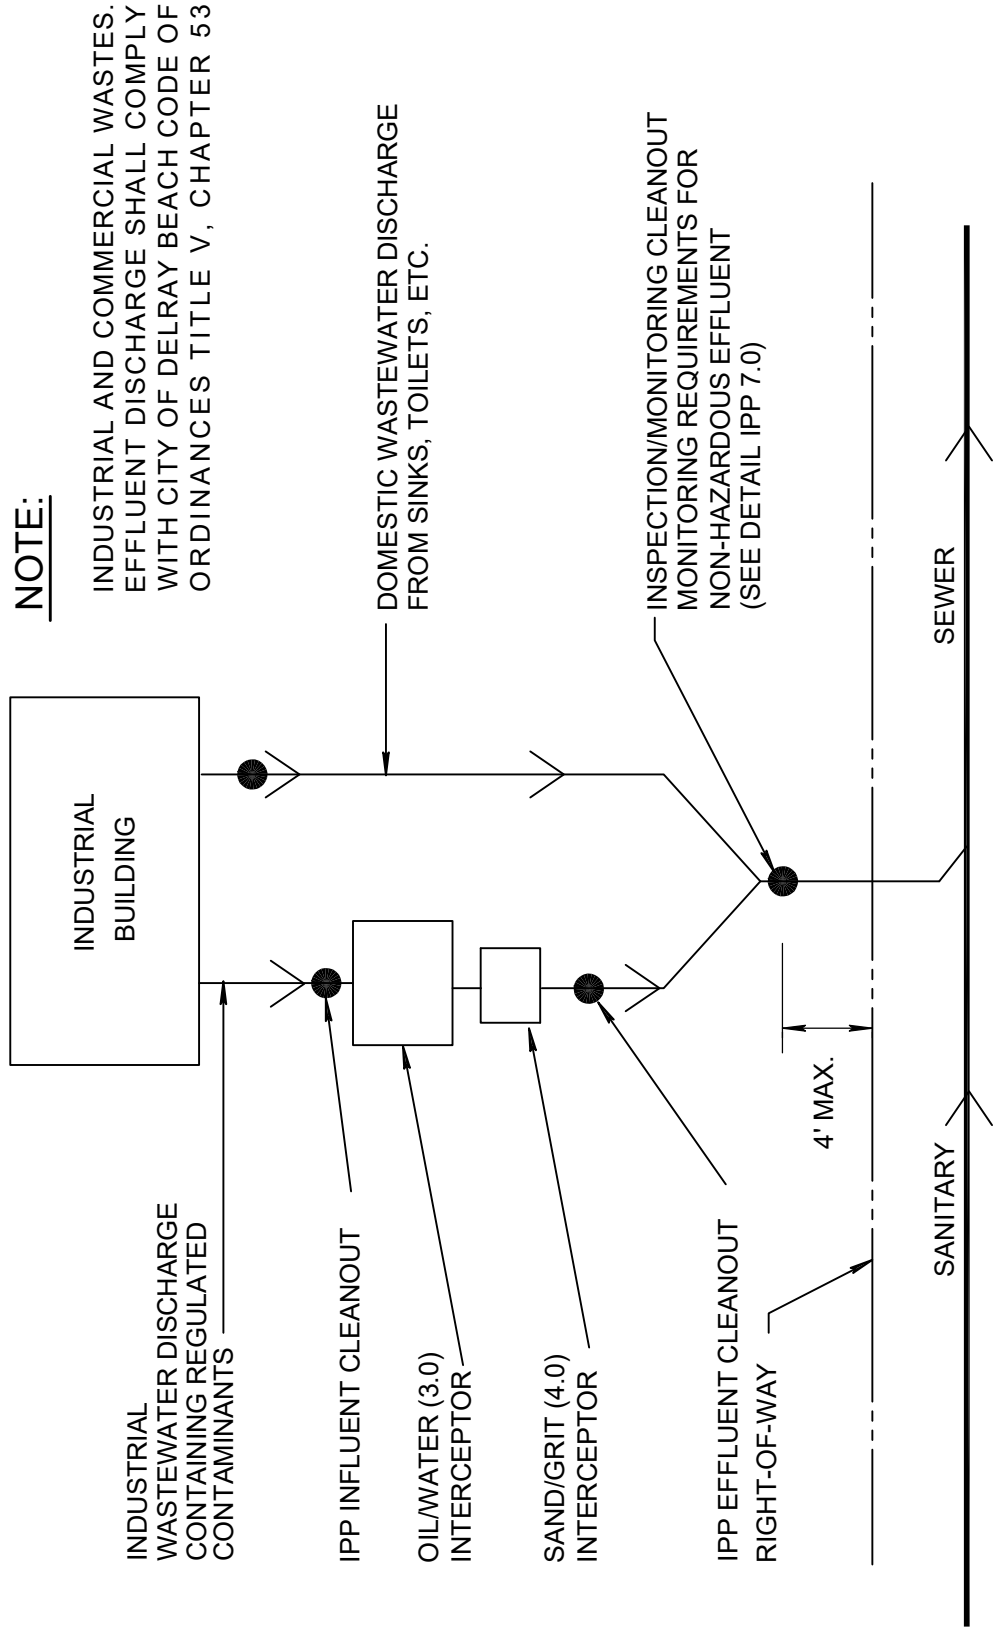 NOTE:
INDUSTRIAL AND COMMERCIAL WASTES.
EFFLUENT DISCHARGE SHALL COMPLY
WITH CITY OF DELRAY BEACH CODE OF
ORDINANCES TITLE V, CHAPTER 53
INDUSTRIAL
BUILDING
INDUSTRIAL
WASTEWATER DISCHARGE
CONTAINING REGULATED
CONTAMINANTS
DOMESTIC WASTEWATER DISCHARGE
FROM SINKS, TOILETS, ETC.
IPP INFLUENT CLEANOUT
OIL/WATER (3.0)
INTERCEPTOR
SAND/GRIT (4.0)
INTERCEPTOR
INSPECTION/MONITORING CLEANOUT
MONITORING REQUIREMENTS FOR
NON-HAZARDOUS EFFLUENT
(SEE DETAIL IPP 7.0)
IPP EFFLUENT CLEANOUT
RIGHT-OF-WAY
4' MAX.
SANITARY
SEWER